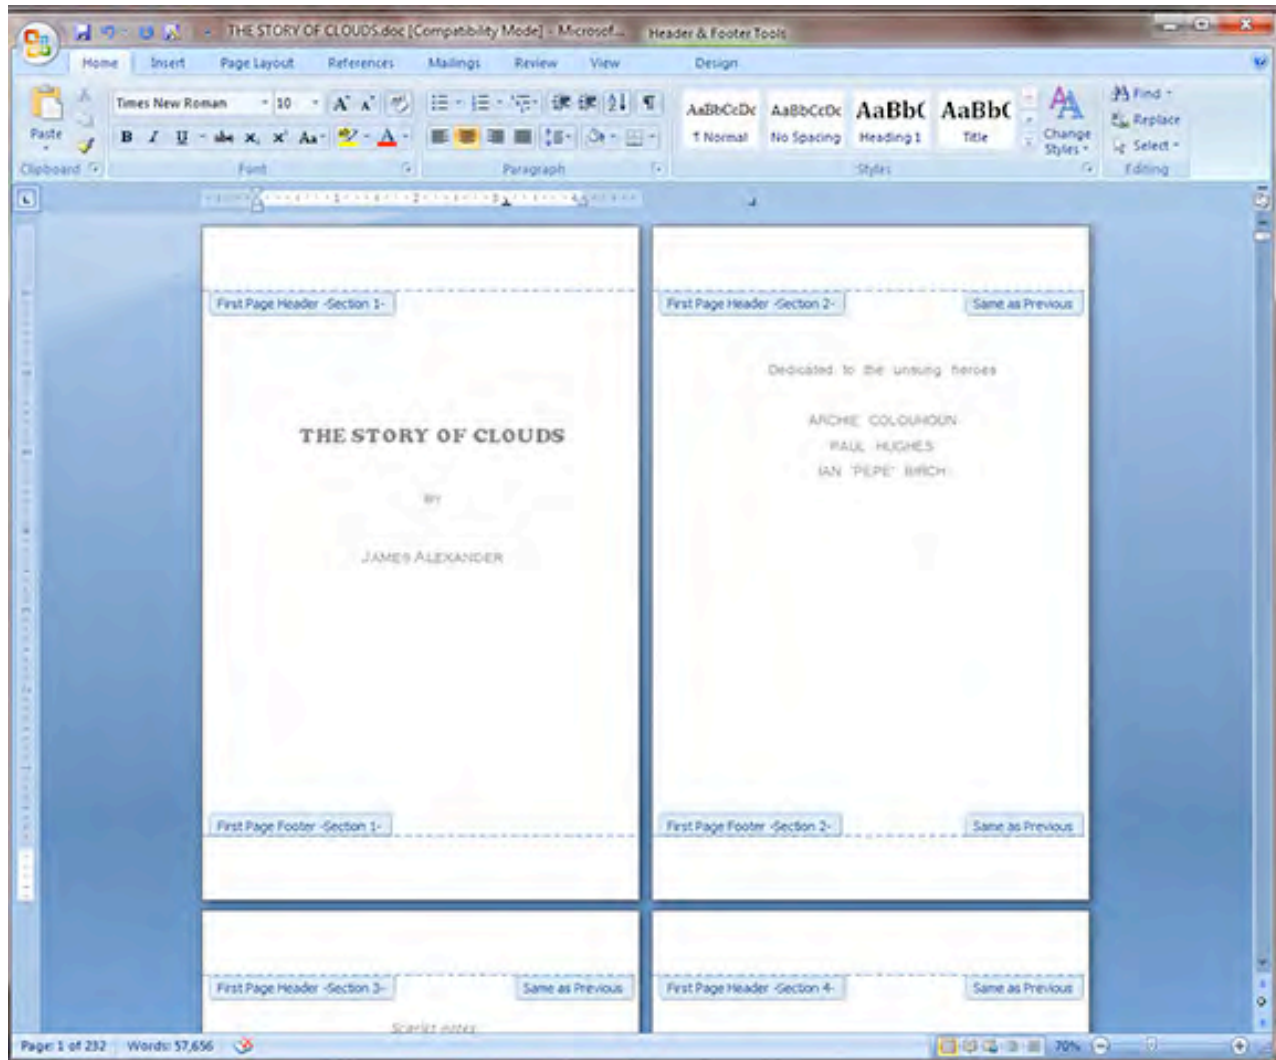 THE STORY OF CLOUDS.doc [Compatibility Mode] - Microsof... Header & Footer Tools
Home Insert Page Layout References Mailings Review View Design
Paste
Clipboard
Times New Roman 10
B I U abc x₂ x² Aa A
Font
Paragraph
AaBbCcDc AaBbCcDc AaBbC AaBbC
¶ Normal No Spacing Heading 1 Title
Change Styles
Styles
Find
Replace
Select
Editing
First Page Header -Section 1-
THE STORY OF CLOUDS
BY
JAMES ALEXANDER
First Page Footer -Section 1-
First Page Header -Section 2- Same as Previous
Dedicated to the unsung heroes
ARCHIE COLQUHOUN
PAUL HUGHES
IAN 'PEPE' BIRCH
First Page Footer -Section 2- Same as Previous
First Page Header -Section 3- Same as Previous
Scarlet notes
First Page Header -Section 4- Same as Previous
Page: 1 of 232 Words: 57,656 70%